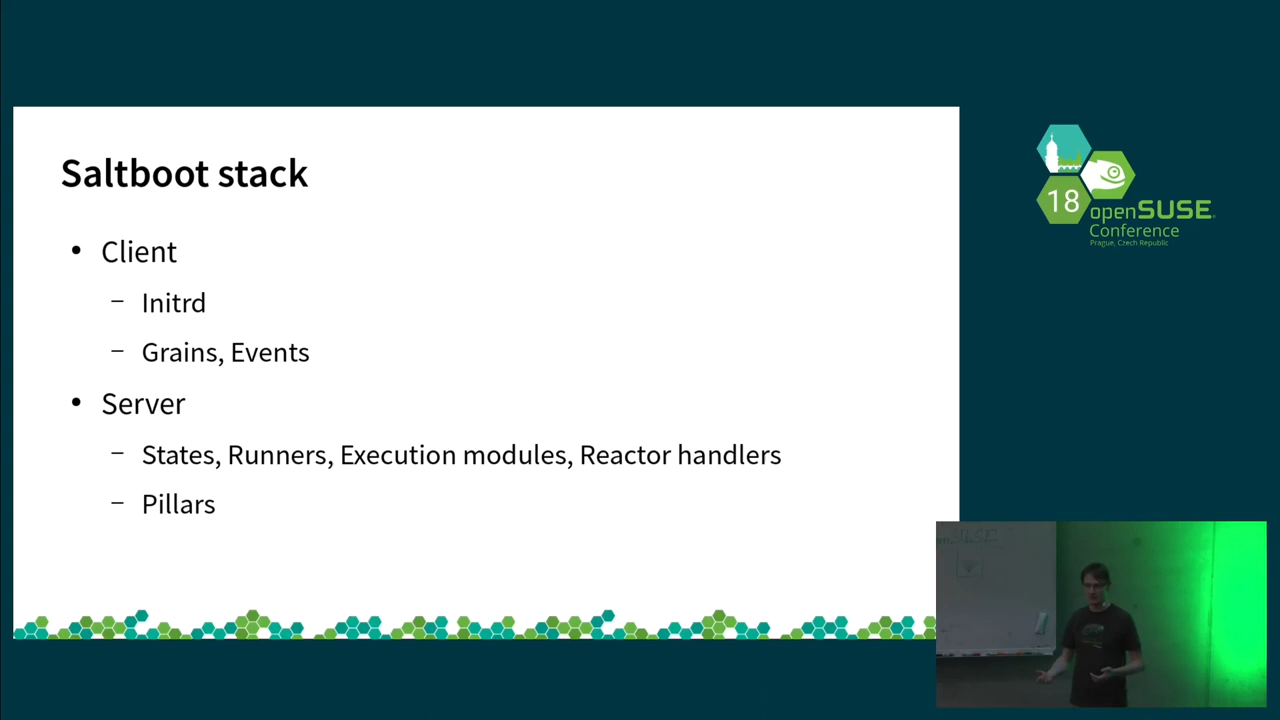 Saltboot stack
• Client
– Initrd
– Grains, Events
• Server
– States, Runners, Execution modules, Reactor handlers
– Pillars
18
openSUSE
Conference
Prague, Czech Republic